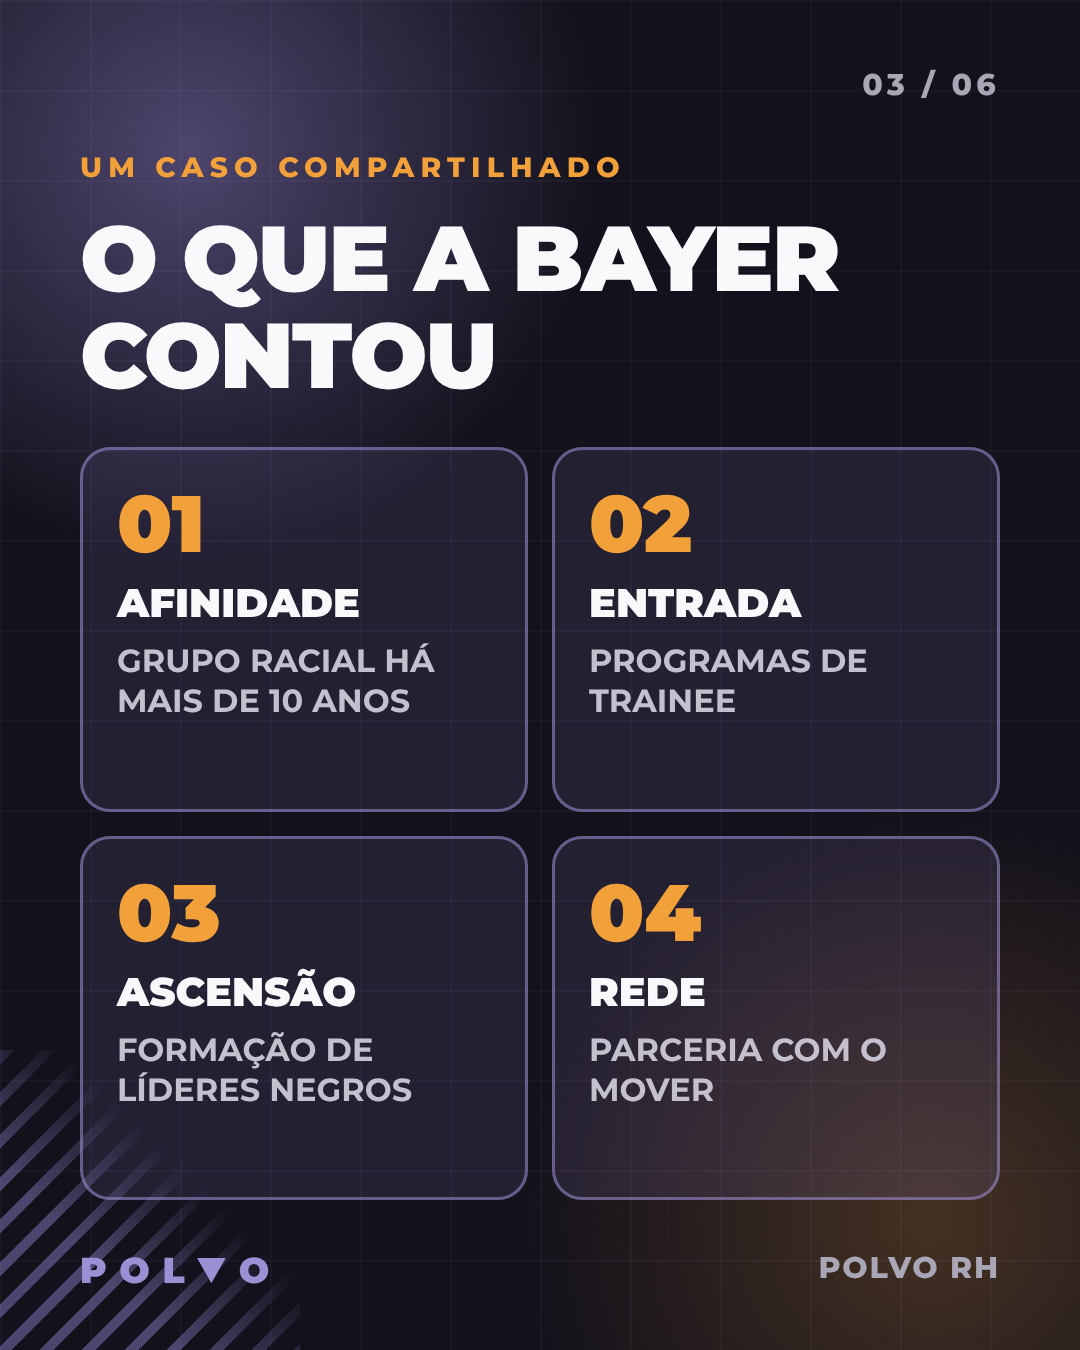 03 / 06
UM CASO COMPARTILHADO
O QUE A BAYER
CONTOU
01
AFINIDADE
GRUPO RACIAL HÁ
MAIS DE 10 ANOS
02
ENTRADA
PROGRAMAS DE
TRAINEE
03
ASCENSÃO
FORMAÇÃO DE
LÍDERES NEGROS
04
REDE
PARCERIA COM O
MOVER
POLVO
POLVO RH